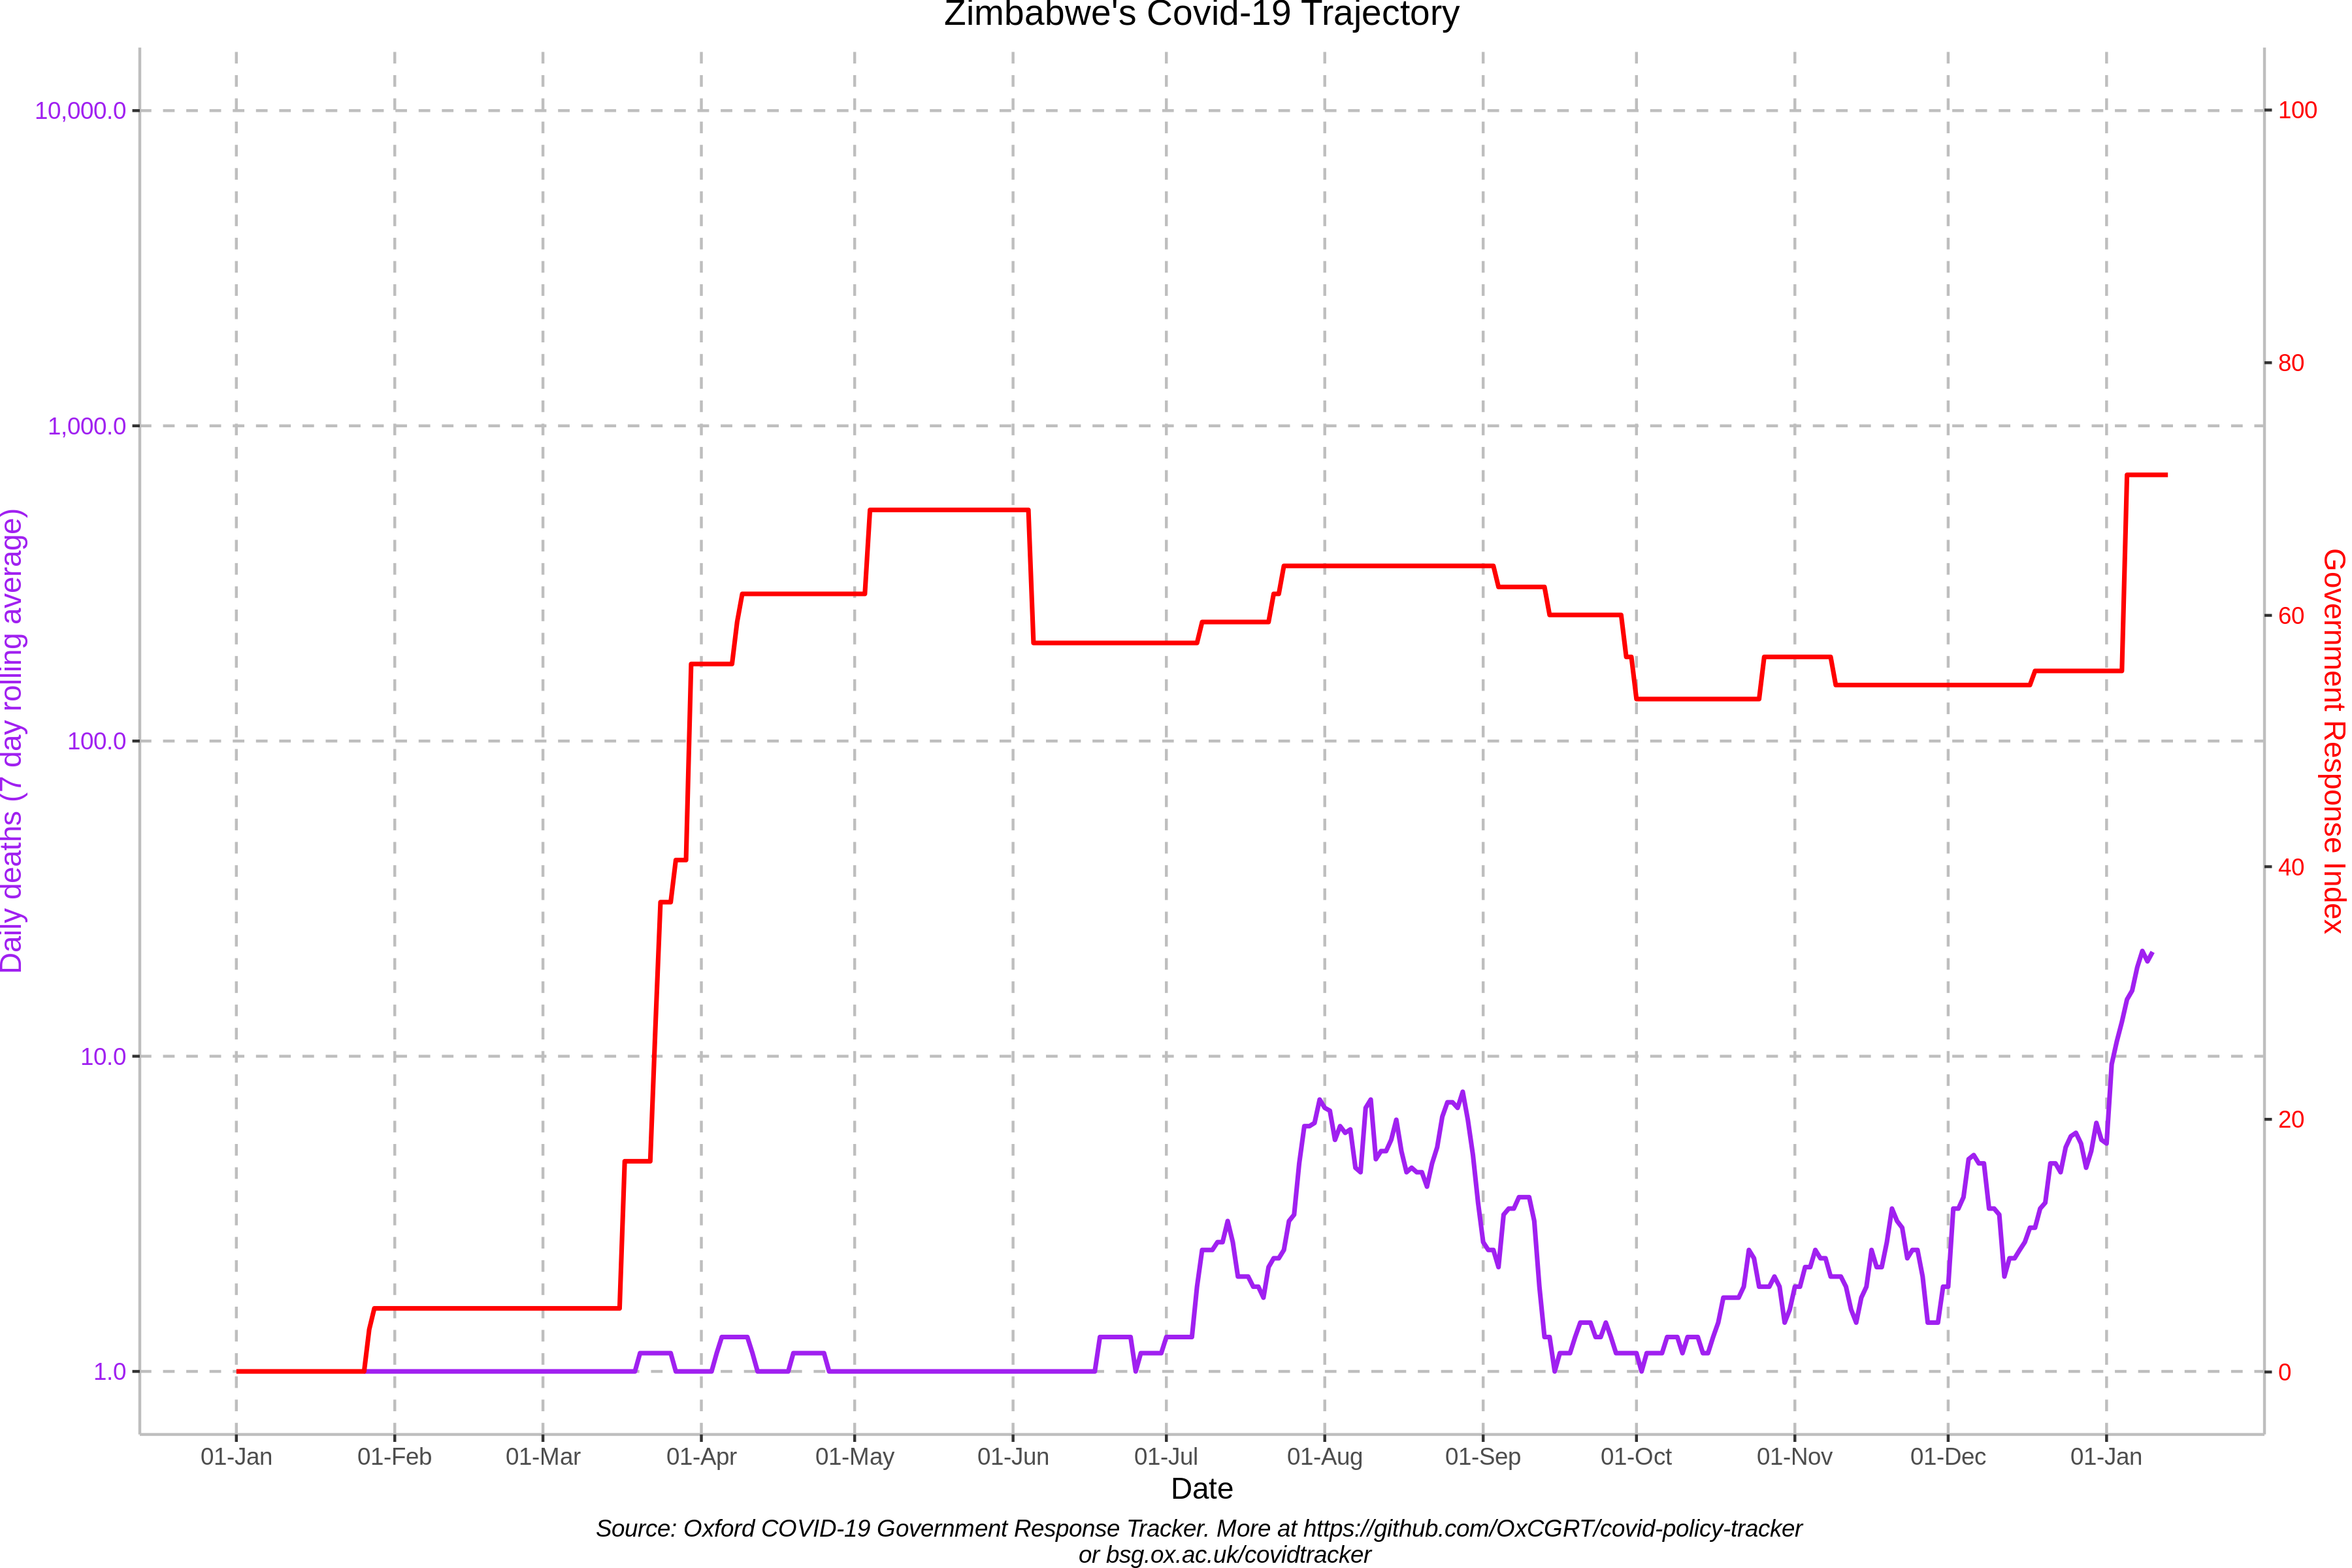 Zimbabwe's Covid-19 Trajectory
10,000.0
1,000.0
100.0
10.0
1.0
Daily deaths (7 day rolling average)
100
80
60
40
20
0
Government Response Index
01-Jan
01-Feb
01-Mar
01-Apr
01-May
01-Jun
01-Jul
01-Aug
01-Sep
01-Oct
01-Nov
01-Dec
01-Jan
Date
Source: Oxford COVID-19 Government Response Tracker. More at https://github.com/OxCGRT/covid-policy-tracker
or bsg.ox.ac.uk/covidtracker